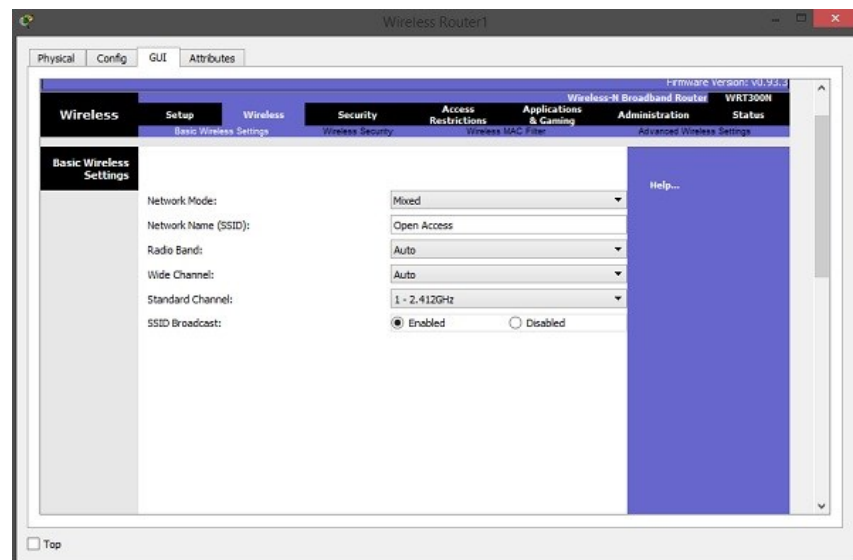 Wireless Router1
Physical Config GUI Attributes
Firmware Version: v0.93.3
Wireless-N Broadband Router WRT300N
Wireless
Setup Wireless Security Access Restrictions Applications & Gaming Administration Status
Basic Wireless Settings Wireless Security Wireless MAC Filter Advanced Wireless Settings
Basic Wireless
Settings
Help...
Network Mode: Mixed
Network Name (SSID): Open Access
Radio Band: Auto
Wide Channel: Auto
Standard Channel: 1 - 2.412GHz
SSID Broadcast: Enabled Disabled
Top